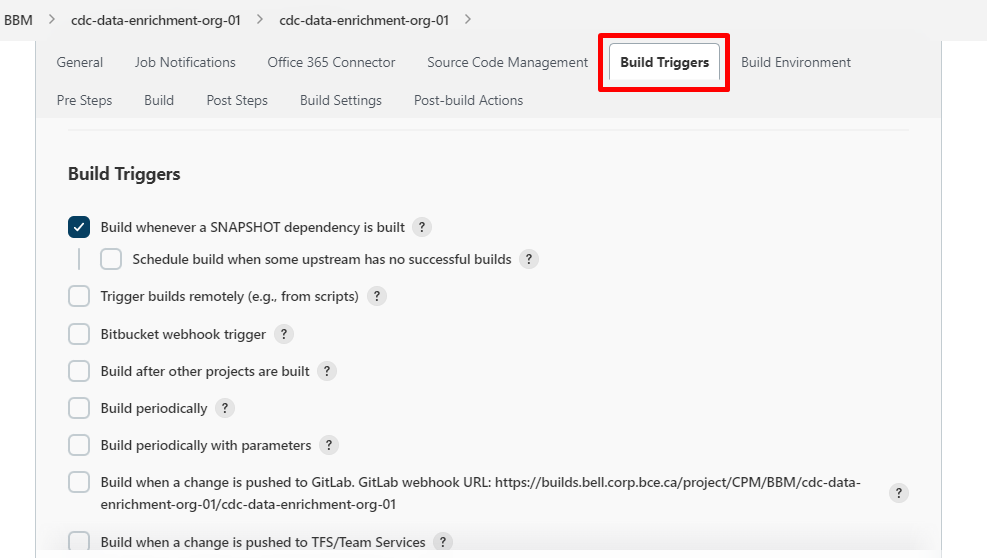 BBM > cdc-data-enrichment-org-01 > cdc-data-enrichment-org-01 >
General Job Notifications Office 365 Connector Source Code Management Build Triggers Build Environment
Pre Steps Build Post Steps Build Settings Post-build Actions
Build Triggers
Build whenever a SNAPSHOT dependency is built ?
Schedule build when some upstream has no successful builds ?
Trigger builds remotely (e.g., from scripts) ?
Bitbucket webhook trigger ?
Build after other projects are built ?
Build periodically ?
Build periodically with parameters ?
Build when a change is pushed to GitLab. GitLab webhook URL: https://builds.bell.corp.bce.ca/project/CPM/BBM/cdc-data-
enrichment-org-01/cdc-data-enrichment-org-01 ?
Build when a change is pushed to TFS/Team Services ?